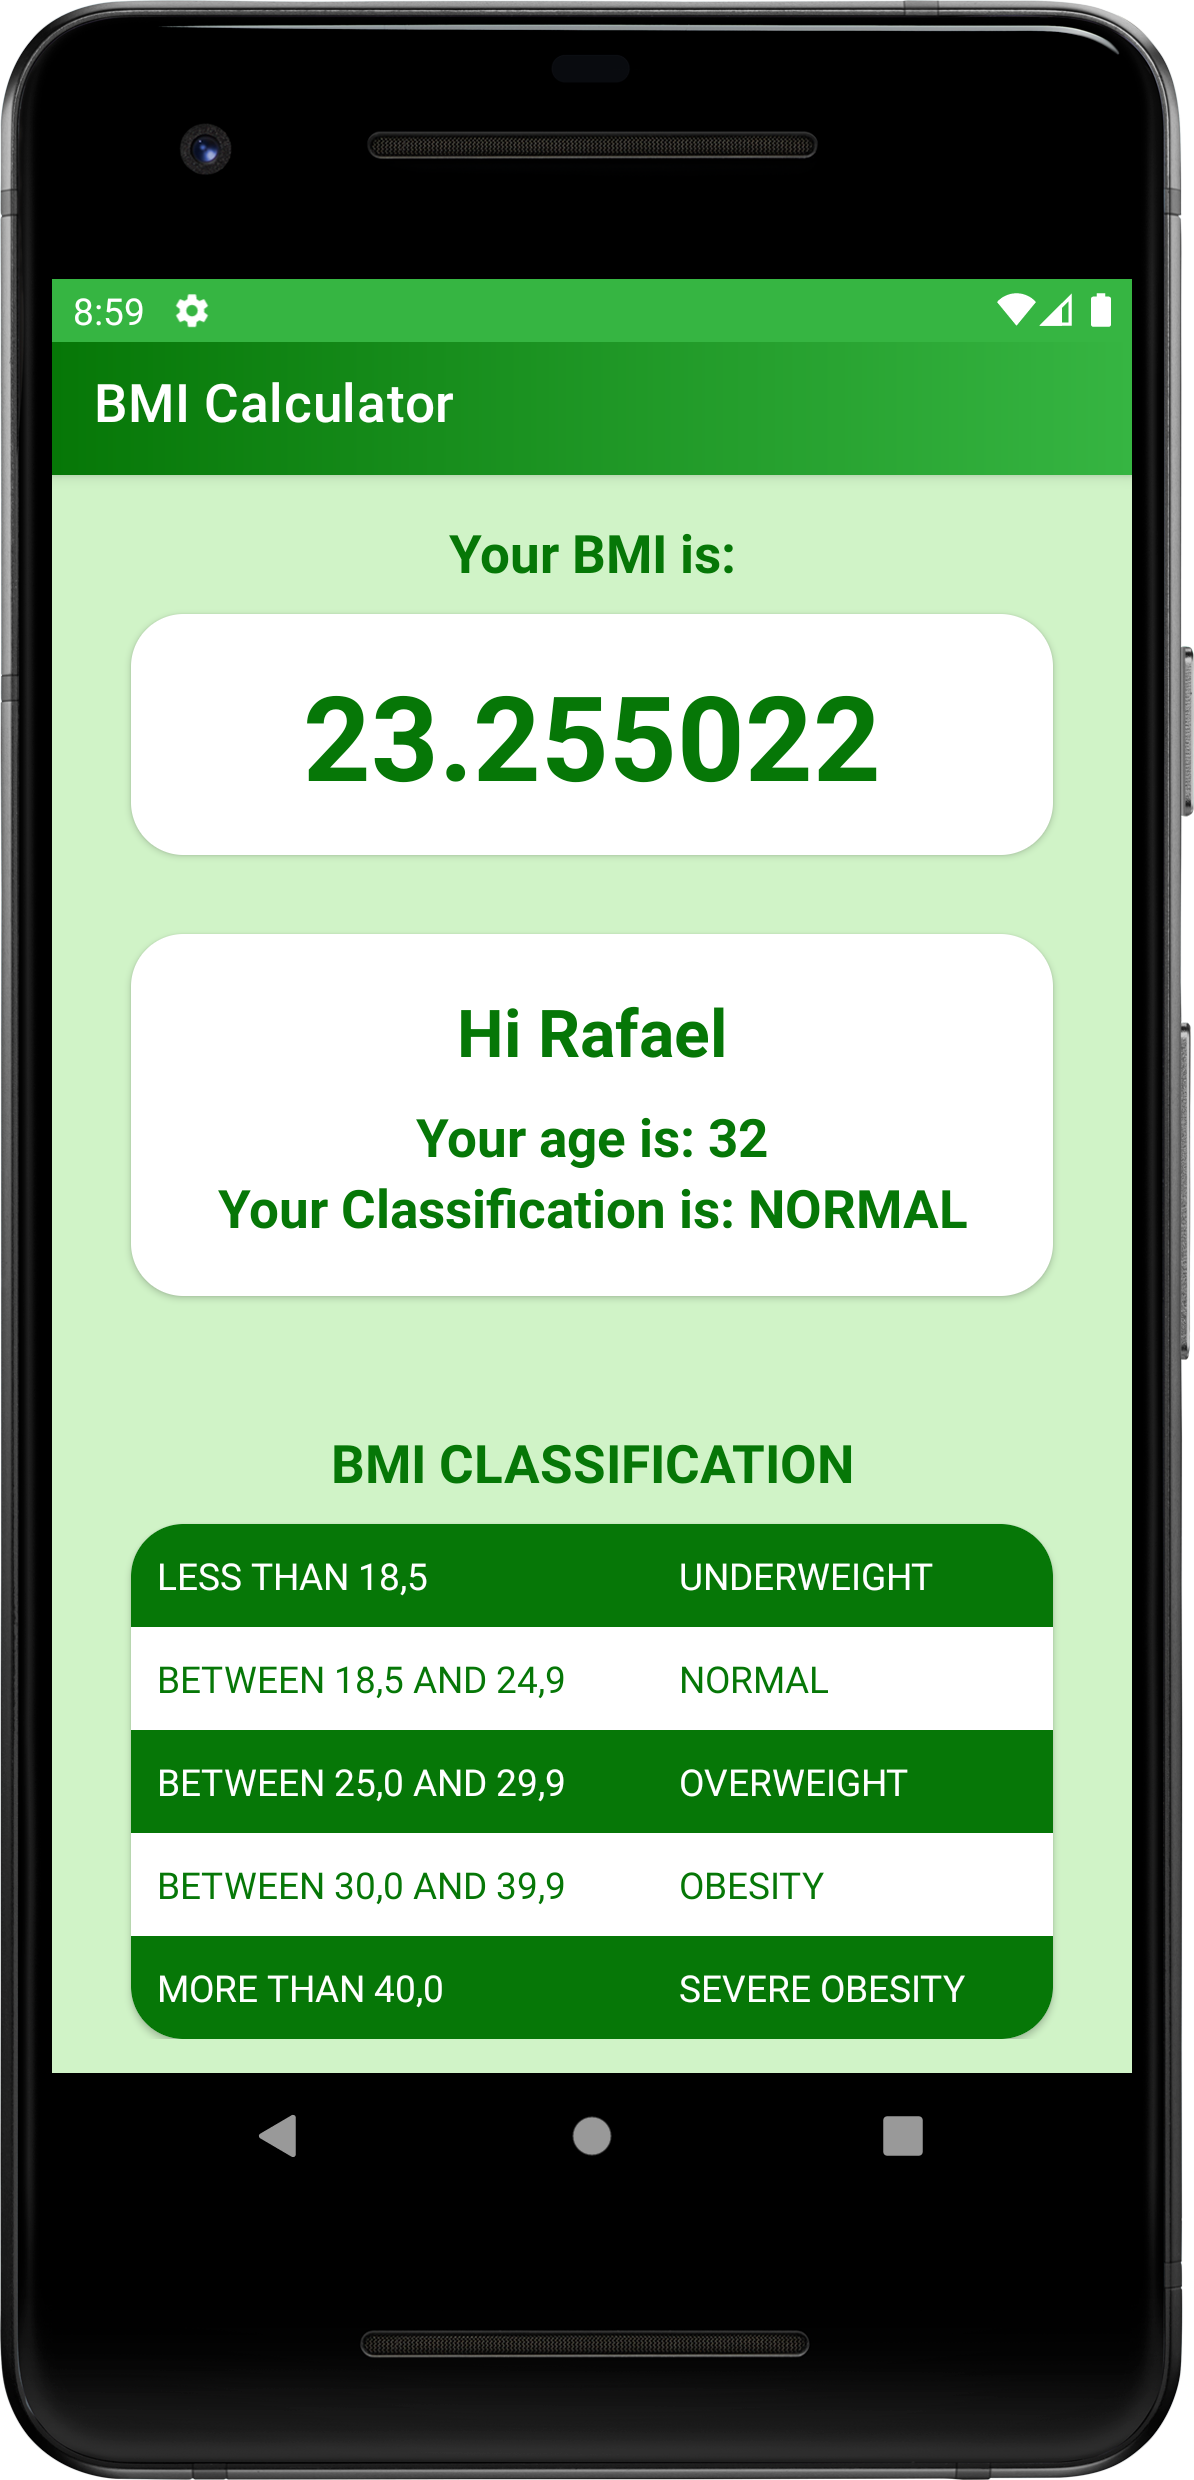 8:59
BMI Calculator
Your BMI is:
23.255022
Hi Rafael
Your age is: 32
Your Classification is: NORMAL
BMI CLASSIFICATION
LESS THAN 18,5 UNDERWEIGHT
BETWEEN 18,5 AND 24,9 NORMAL
BETWEEN 25,0 AND 29,9 OVERWEIGHT
BETWEEN 30,0 AND 39,9 OBESITY
MORE THAN 40,0 SEVERE OBESITY